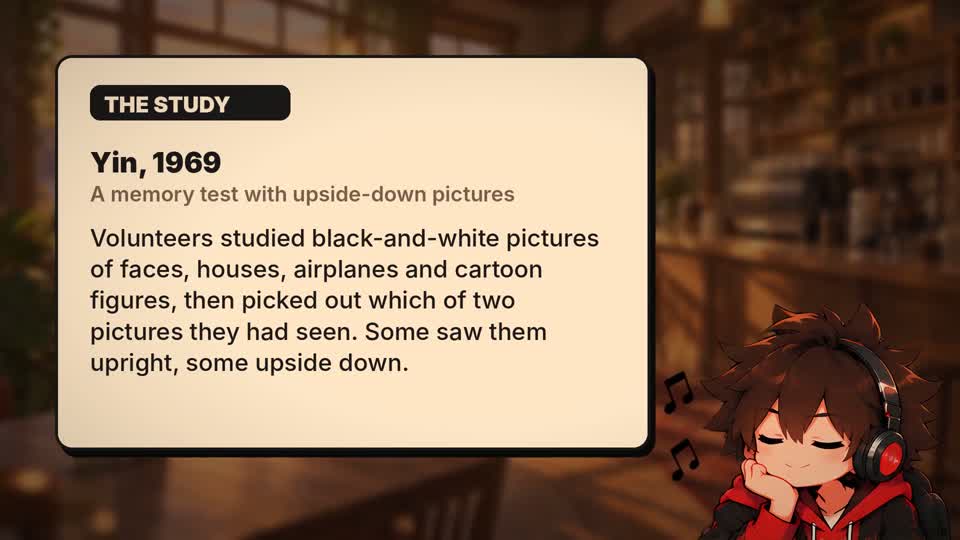 THE STUDY
Yin, 1969
A memory test with upside-down pictures
Volunteers studied black-and-white pictures
of faces, houses, airplanes and cartoon
figures, then picked out which of two
pictures they had seen. Some saw them
upright, some upside down.